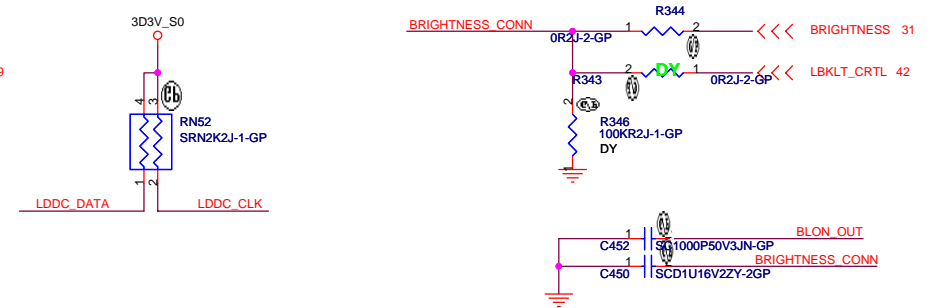 3D3V_S0
9
4 3
RN52
SRN2K2J-1-GP
1 2
LDDC_DATA
LDDC_CLK
R344
BRIGHTNESS_CONN
1
0R2J-2-GP
BRIGHTNESS 31
R343
2
DY
1
0R2J-2-GP
LBKLT_CRTL 42
2
R346
100KR2J-1-GP
DY
1
BLON_OUT
1
C452
SC1000P50V3JN-GP
BRIGHTNESS_CONN
1
C450
SCD1U16V2ZY-2GP